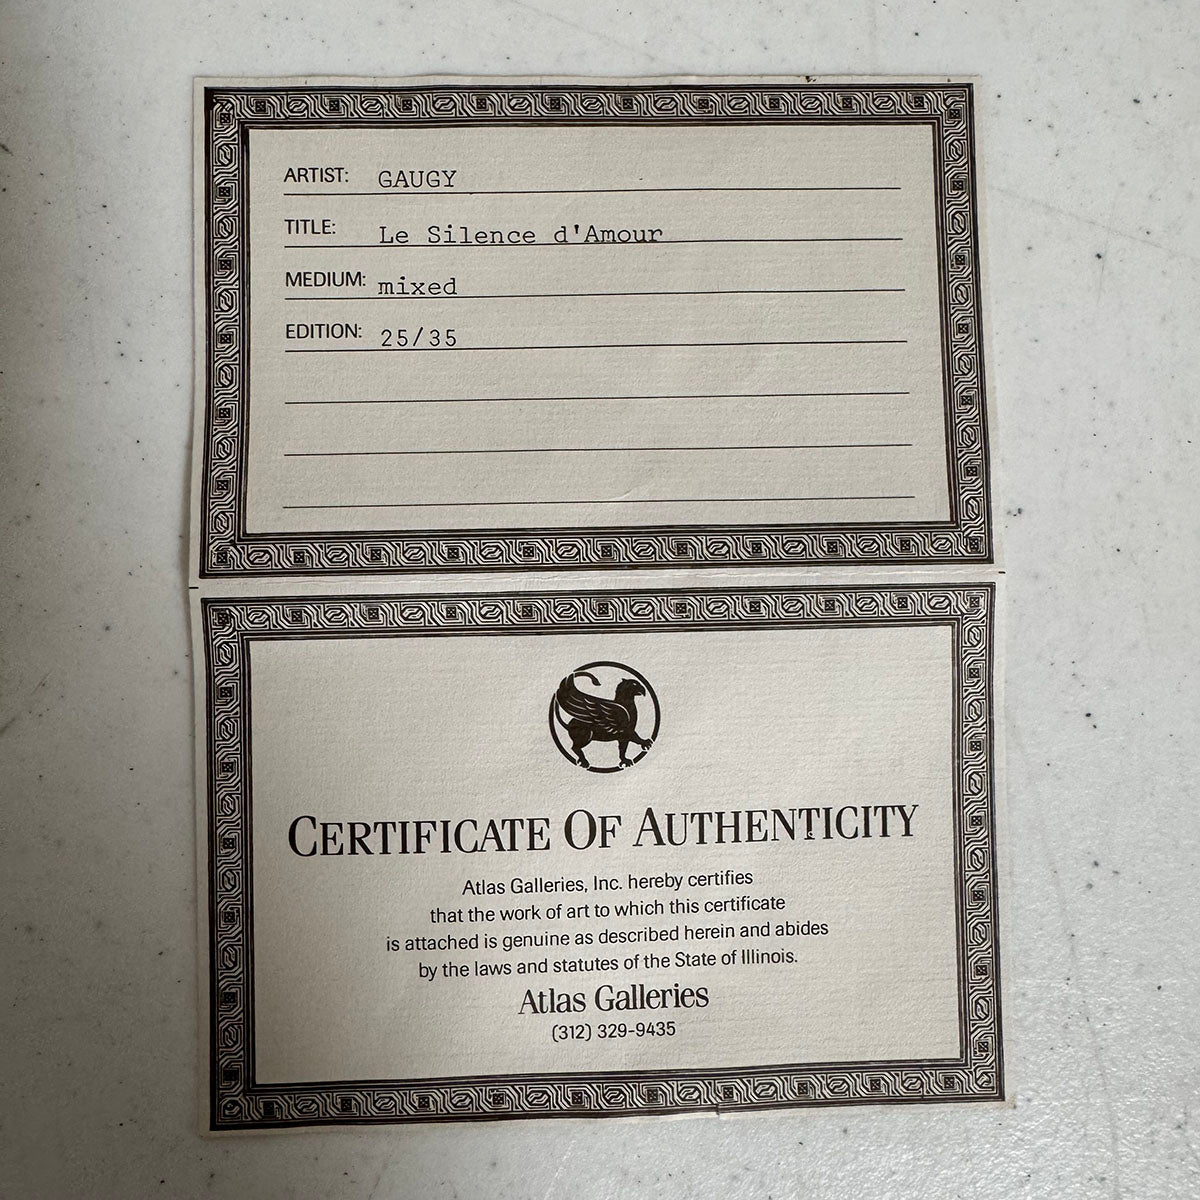 ARTIST: GAUGY
TITLE: Le Silence d'Amour
MEDIUM: mixed
EDITION: 25/35
CERTIFICATE OF AUTHENTICITY
Atlas Galleries, Inc. hereby certifies
that the work of art to which this certificate
is attached is genuine as described herein and abides
by the laws and statutes of the State of Illinois.
Atlas Galleries
(312) 329-9435